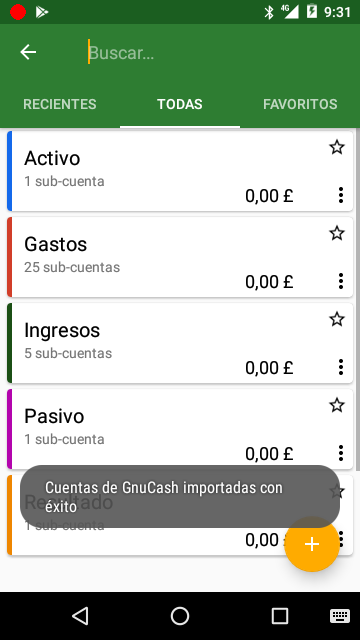 4G 9:31
Buscar...
RECIENTES TODAS FAVORITOS
Activo
1 sub-cuenta
0,00 £
Gastos
25 sub-cuentas
0,00 £
Ingresos
5 sub-cuentas
0,00 £
Pasivo
1 sub-cuenta
0,00 £
Cuentas de GnuCash importadas con
éxito
Resultado
1 sub-cuenta
0,00 £